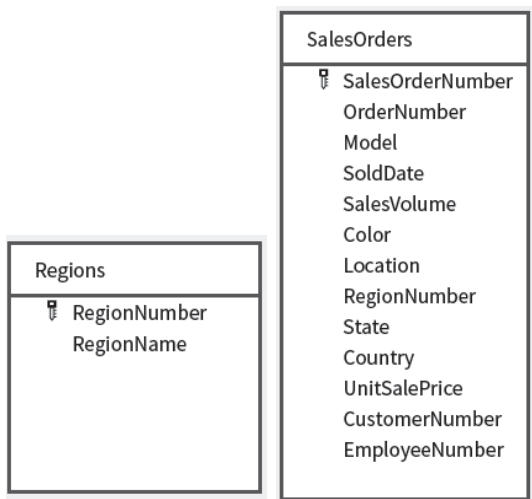 Regions
RegionNumber
RegionName
SalesOrders
SalesOrderNumber
OrderNumber
Model
SoldDate
SalesVolume
Color
Location
RegionNumber
State
Country
UnitSalePrice
CustomerNumber
EmployeeNumber